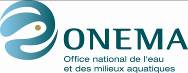 ONEMA
Office national de l'eau
et des milieux aquatiques